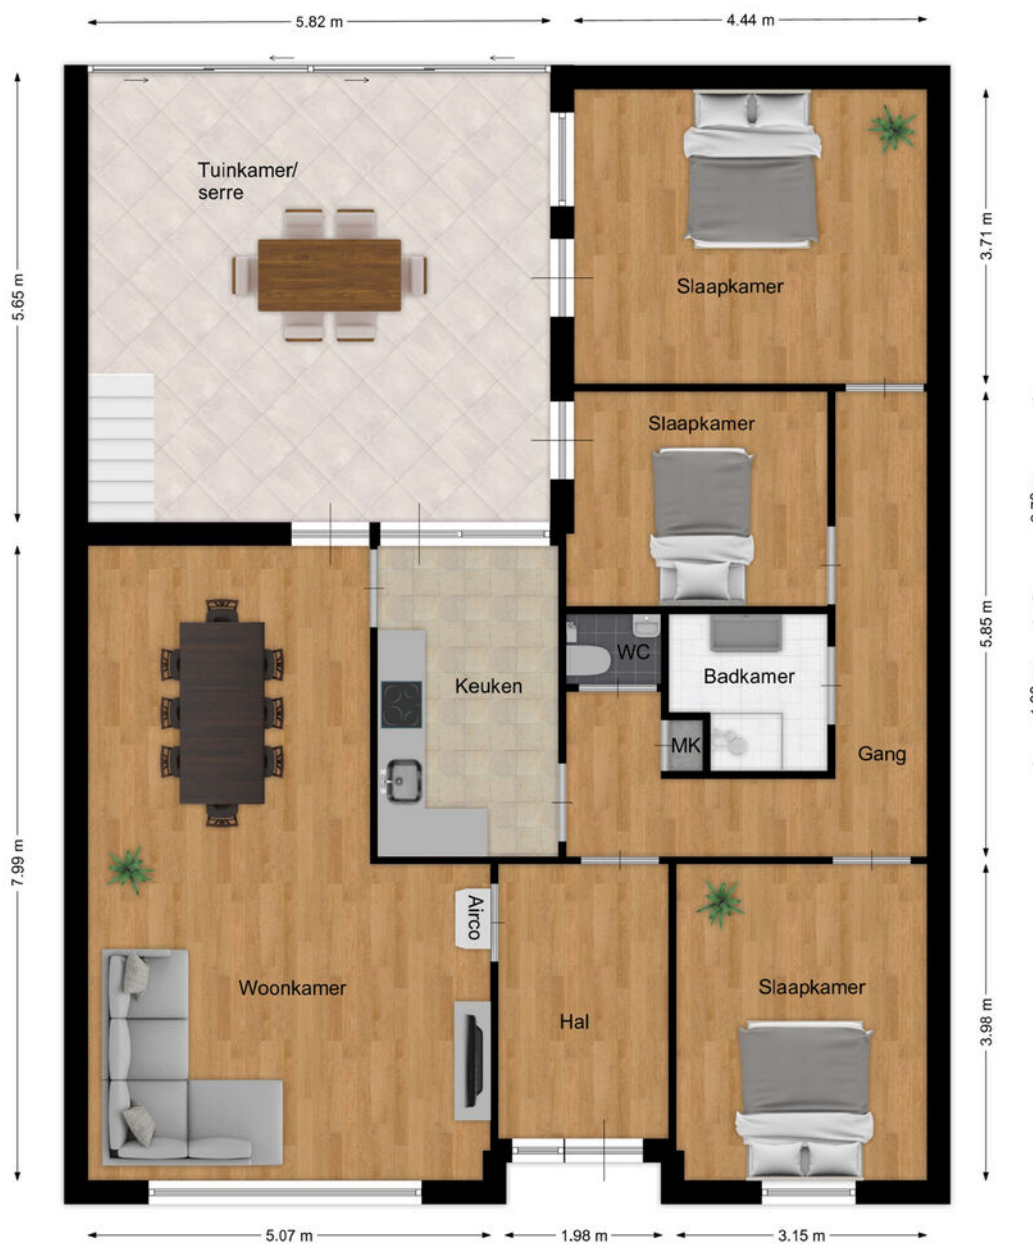 5.82 m
4.44 m
Tuinkamer/
serre
5.65 m
3.71 m
Slaapkamer
Slaapkamer
5.85 m
WC
Badkamer
Keuken
MK
Gang
7.99 m
Airco
Woonkamer
Hal
Slaapkamer
3.98 m
5.07 m
1.98 m
3.15 m